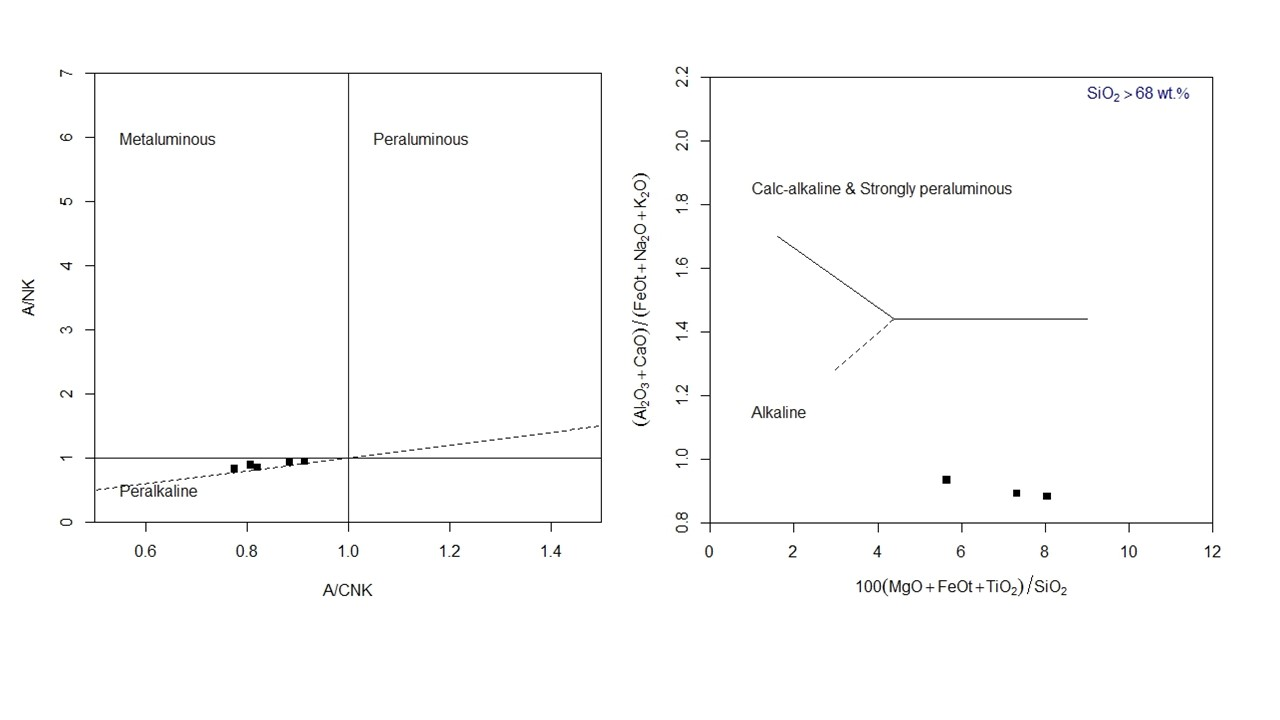 7
6
5
4
3
2
1
0
A/NK
Metaluminous
Peraluminous
Peralkaline
0.6 0.8 1.0 1.2 1.4
A/CNK
2.2
2.0
1.8
1.6
1.4
1.2
1.0
0.8
(Al₂O₃ + CaO)/(FeOt + Na₂O + K₂O)
SiO₂ > 68 wt.%
Calc-alkaline & Strongly peraluminous
Alkaline
0 2 4 6 8 10 12
100(MgO + FeOt + TiO₂)/SiO₂